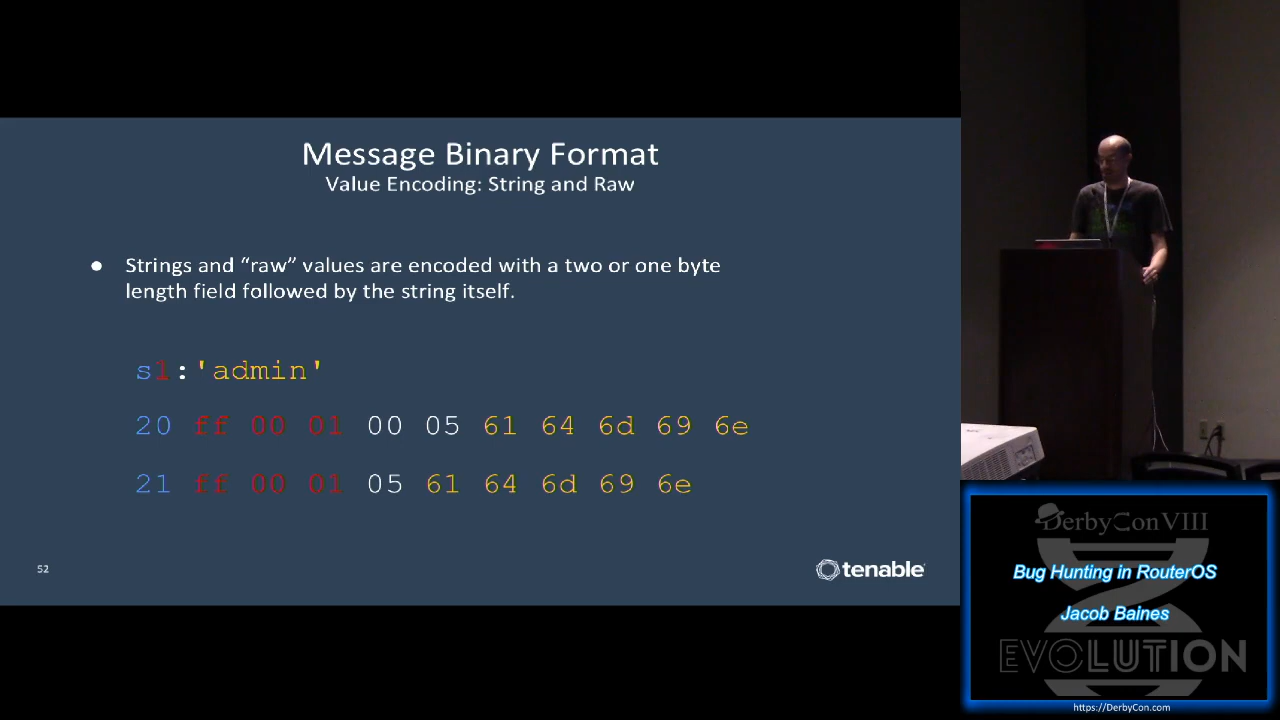 Message Binary Format
Value Encoding: String and Raw
● Strings and “raw” values are encoded with a two or one byte
length field followed by the string itself.
s1:'admin'
20 ff 00 01 00 05 61 64 6d 69 6e
21 ff 00 01 05 61 64 6d 69 6e
52
tenable
DerbyCon VIII
Bug Hunting in RouterOS
Jacob Baines
EVOLUTION
https://DerbyCon.com